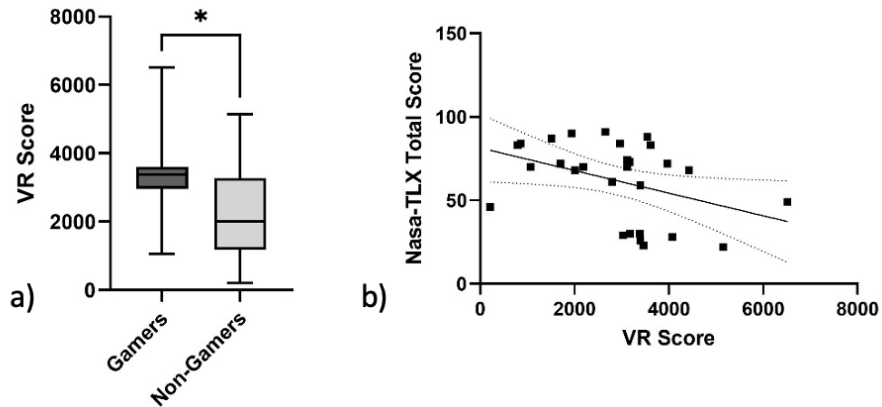 a)
VR Score
8000
6000
4000
2000
0
*
Gamers
Non-Gamers
b)
Nasa-TLX Total Score
150
100
50
0
0 2000 4000 6000 8000
VR Score